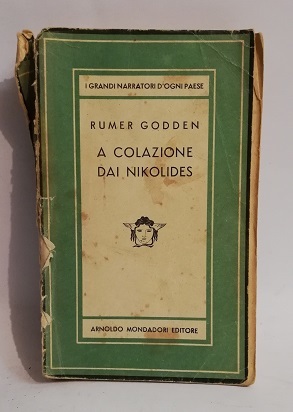 I GRANDI NARRATORI D'OGNI PAESE
RUMER GODDEN
A COLAZIONE
DAI NIKOLIDES
ARNOLDO MONDADORI EDITORE